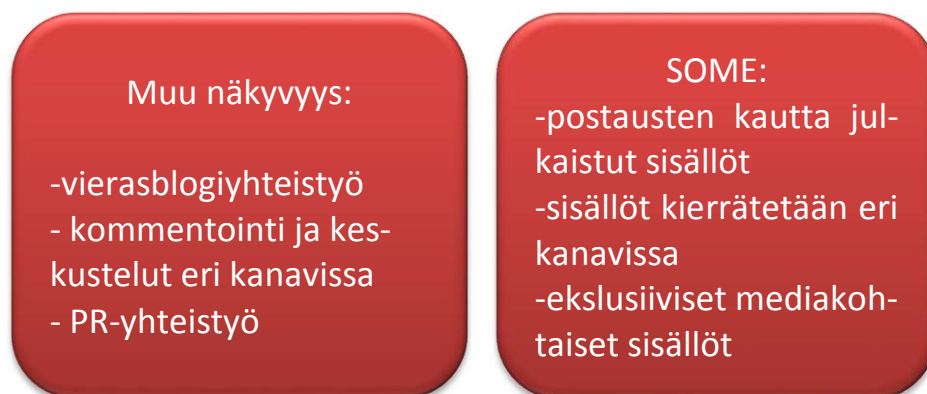 Muu näkyvyys:
-vierasblogiyhteistyö
- kommentointi ja kes-
kustelut eri kanavissa
- PR-yhteistyö
SOME:
-postausten kautta jul-
kaistut sisällöt
-sisällöt kierrätetään eri
kanavissa
-ekslusiiviset mediakoh-
taiset sisällöt